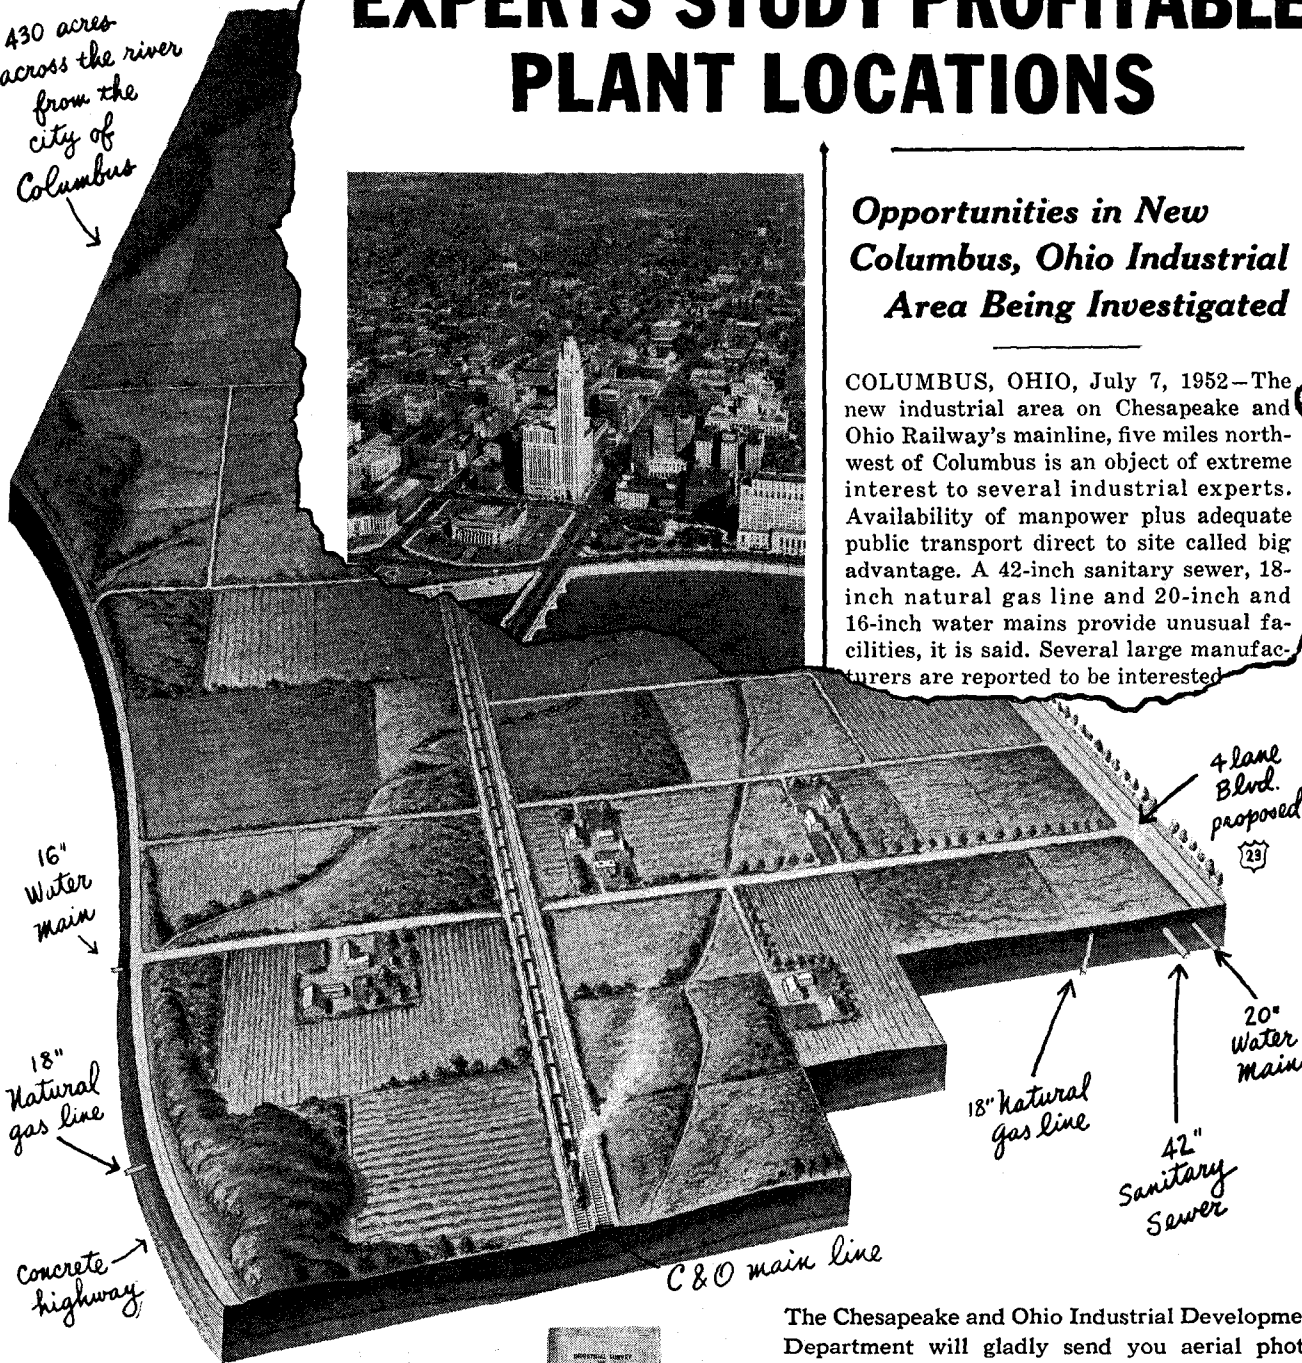 EXPERTS STUDY PROFITABLE
PLANT LOCATIONS
430 acres
across the river
from the
city of
Columbus
Opportunities in New
Columbus, Ohio Industrial
Area Being Investigated
COLUMBUS, OHIO, July 7, 1952—The
new industrial area on Chesapeake and
Ohio Railway's mainline, five miles north-
west of Columbus is an object of extreme
interest to several industrial experts.
Availability of manpower plus adequate
public transport direct to site called big
advantage. A 42-inch sanitary sewer, 18-
inch natural gas line and 20-inch and
16-inch water mains provide unusual fa-
cilities, it is said. Several large manufac-
turers are reported to be interested
4 lane
Blvd.
proposed
23
16"
Water
main
18"
Natural
gas line
Concrete
highway
20"
Water
main
18" Natural
gas line
42"
Sanitary
Sewer
C & O main line
The Chesapeake and Ohio Industrial Developme
Department will gladly send you aerial phot
INDUSTRIAL SURVEY